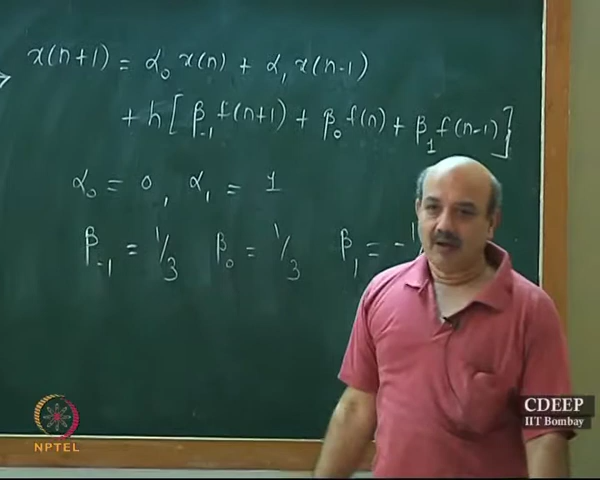 x(n+1) = α₀ x(n) + α₁ x(n-1)
+ h[β₋₁ f(n+1) + β₀ f(n) + β₁ f(n-1)]
α₀ = 0, α₁ = 1
β₋₁ = 1/3 β₀ = 1/3 β₁ = -1
NPTEL
CDEEP
IIT Bombay